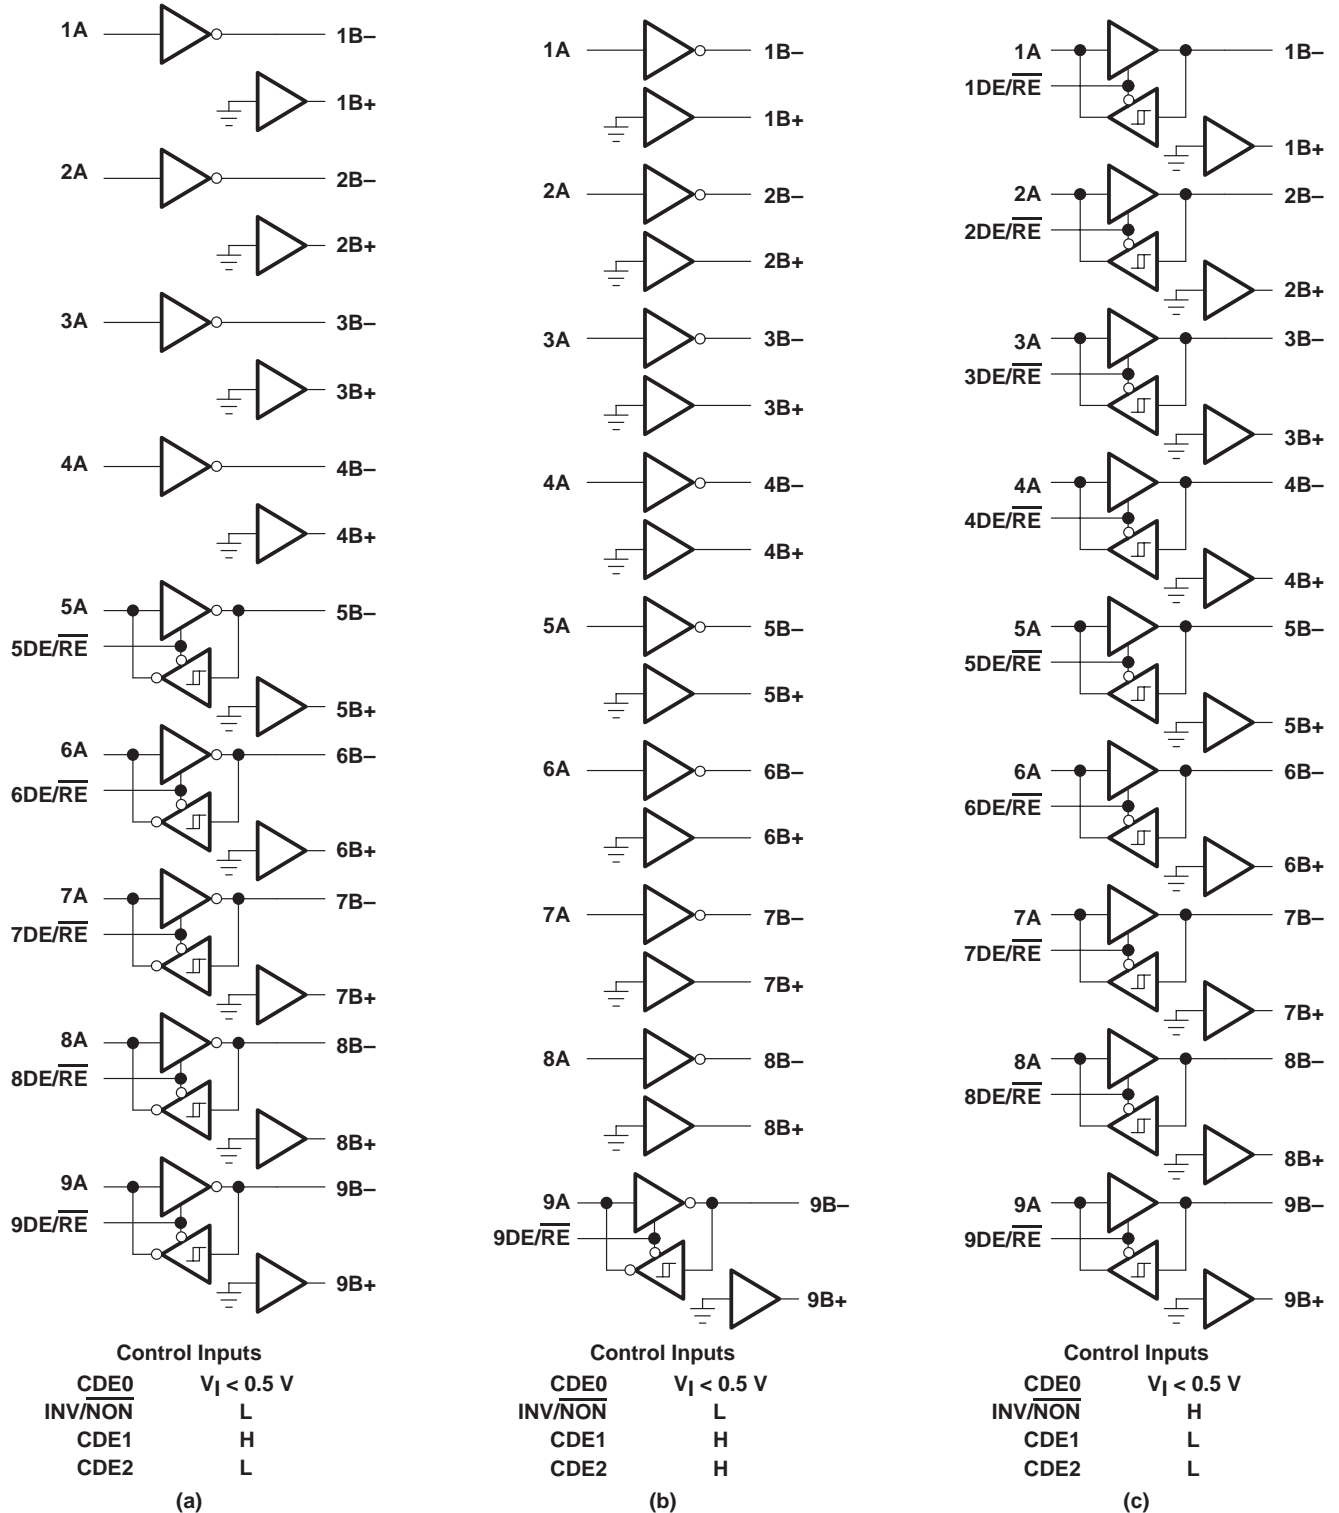 1A 1B–
1B+
2A 2B–
2B+
3A 3B–
3B+
4A 4B–
4B+
5A 5B–
5DE/RE
5B+
6A 6B–
6DE/RE
6B+
7A 7B–
7DE/RE
7B+
8A 8B–
8DE/RE
8B+
9A 9B–
9DE/RE
9B+
Control Inputs
CDE0 VI < 0.5 V
INV/NON L
CDE1 H
CDE2 L
(a)
1A 1B–
1B+
2A 2B–
2B+
3A 3B–
3B+
4A 4B–
4B+
5A 5B–
5B+
6A 6B–
6B+
7A 7B–
7B+
8A 8B–
8B+
9A 9B–
9DE/RE
9B+
Control Inputs
CDE0 VI < 0.5 V
INV/NON L
CDE1 H
CDE2 H
(b)
1A 1B–
1DE/RE
1B+
2A 2B–
2DE/RE
2B+
3A 3B–
3DE/RE
3B+
4A 4B–
4DE/RE
4B+
5A 5B–
5DE/RE
5B+
6A 6B–
6DE/RE
6B+
7A 7B–
7DE/RE
7B+
8A 8B–
8DE/RE
8B+
9A 9B–
9DE/RE
9B+
Control Inputs
CDE0 VI < 0.5 V
INV/NON H
CDE1 L
CDE2 L
(c)